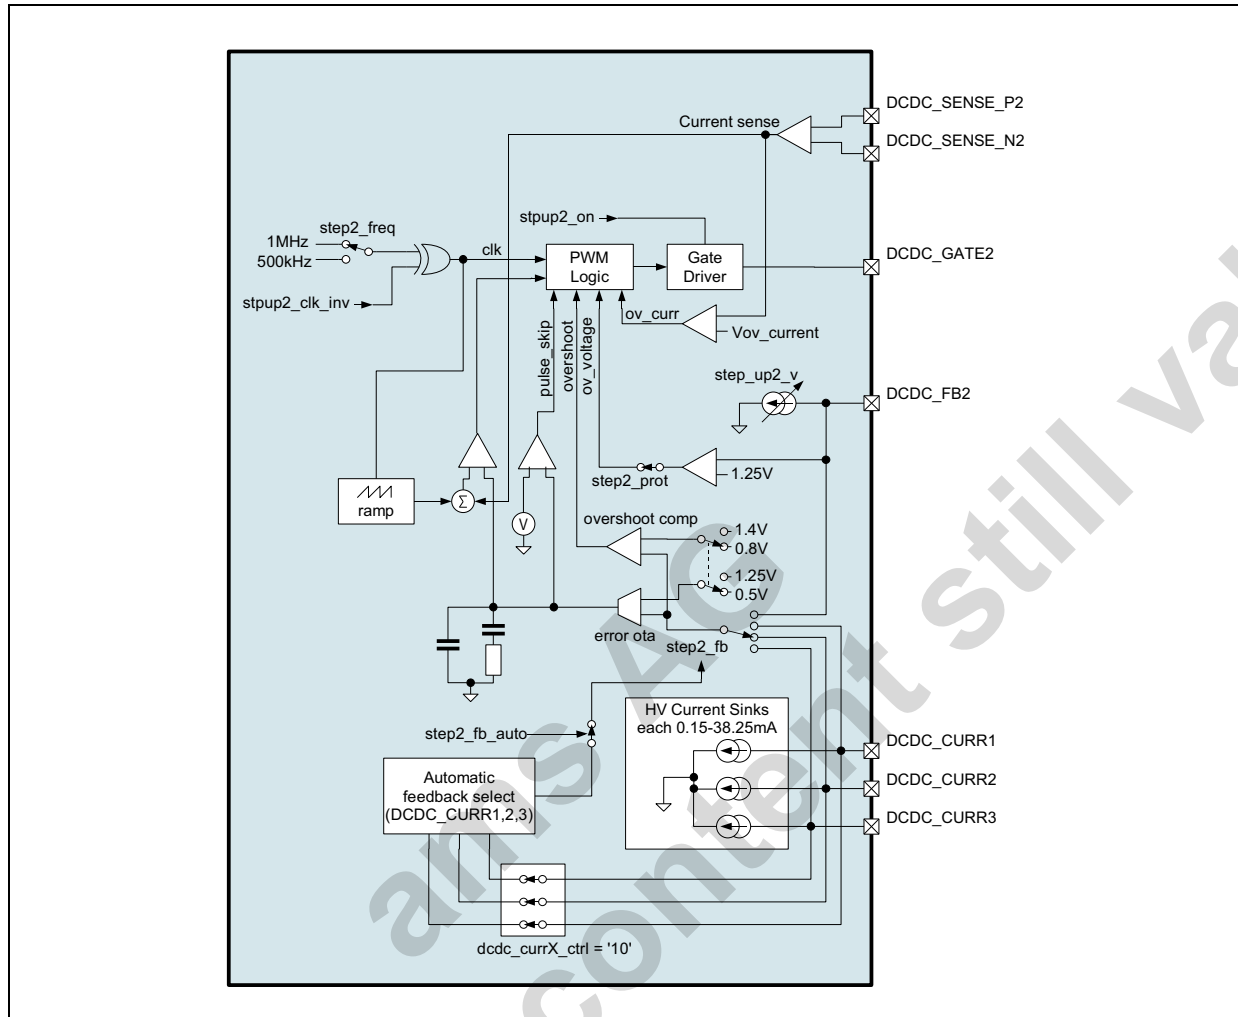 DCDC_SENSE_P2
Current sense
DCDC_SENSE_N2
stpup2_on
step2_freq
1MHz
500kHz
clk
PWM
Logic
Gate
Driver
DCDC_GATE2
stpup2_clk_inv
ov_curr
Vov_current
pulse_skip
overshoot
ov_voltage
step_up2_v
DCDC_FB2
1.25V
step2_prot
ramp
Σ
V
overshoot comp
1.4V
0.8V
1.25V
0.5V
error ota
step2_fb
HV Current Sinks
each 0.15-38.25mA
step2_fb_auto
DCDC_CURR1
Automatic
feedback select
(DCDC_CURR1,2,3)
DCDC_CURR2
DCDC_CURR3
dcdc_currX_ctrl = '10'
ams AG
content still val